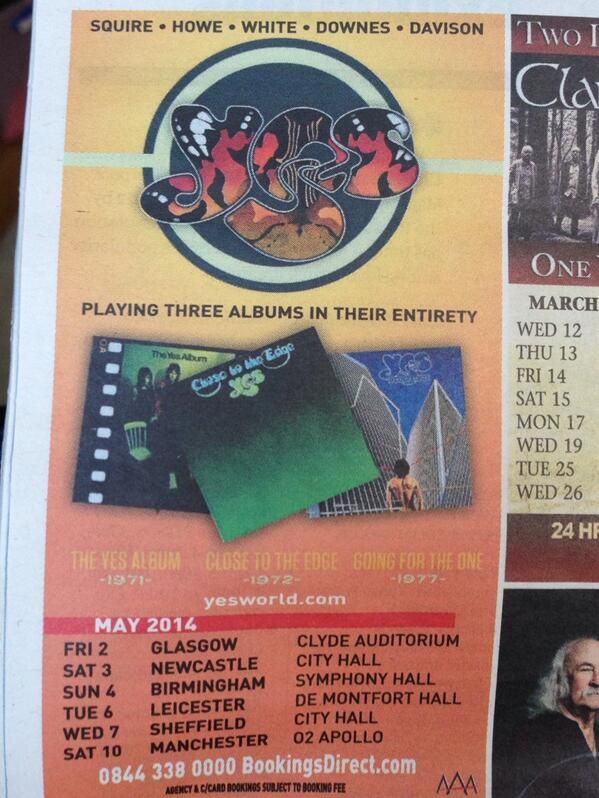 SQUIRE • HOWE • WHITE • DOWNES • DAVISON
YES
PLAYING THREE ALBUMS IN THEIR ENTIRETY
The Yes Album
Close to the Edge
YES
YES
THE YES ALBUM CLOSE TO THE EDGE GOING FOR THE ONE
-1971- -1972- -1977-
yesworld.com
MAY 2014
FRI 2 GLASGOW CLYDE AUDITORIUM
SAT 3 NEWCASTLE CITY HALL
SUN 4 BIRMINGHAM SYMPHONY HALL
TUE 6 LEICESTER DE MONTFORT HALL
WED 7 SHEFFIELD CITY HALL
SAT 10 MANCHESTER O2 APOLLO
0844 338 0000 BookingsDirect.com
AGENCY & C/CARD BOOKINGS SUBJECT TO BOOKING FEE
AAA
TWO
Cla
ONE
MARCH
WED 12
THU 13
FRI 14
SAT 15
MON 17
WED 19
TUE 25
WED 26
24 H